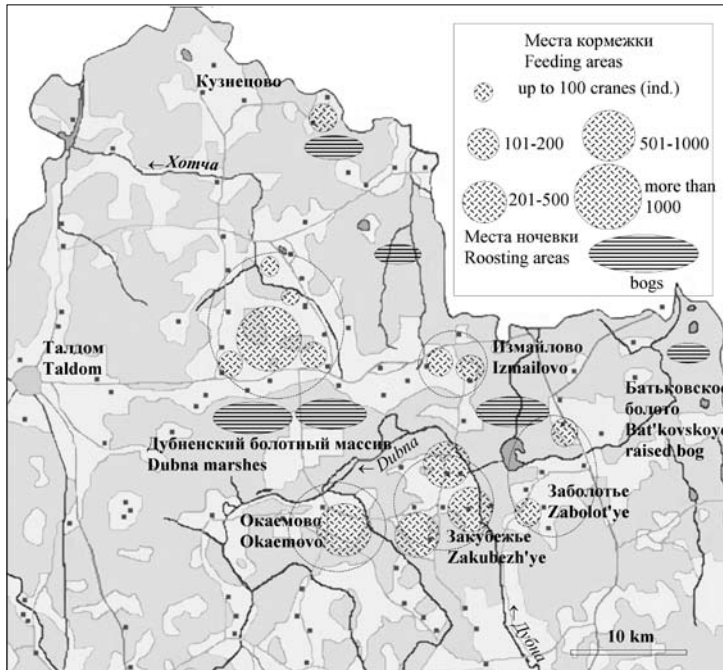 Места кормежки
Feeding areas
up to 100 cranes (ind.)
101-200
501-1000
201-500
more than
1000
Места ночевки
Roosting areas
bogs
Кузнецово
← Хотча
Талдом
Taldom
Измайлово
Izmailovo
Батьковское
болото
Bat'kovskoye
raised bog
Дубненский болотный массив
Dubna marshes
← Dubna
Заболотье
Zabolot'ye
Окаемово
Okaemovo
Закубежье
Zakubezh'ye
← Дубна
10 km